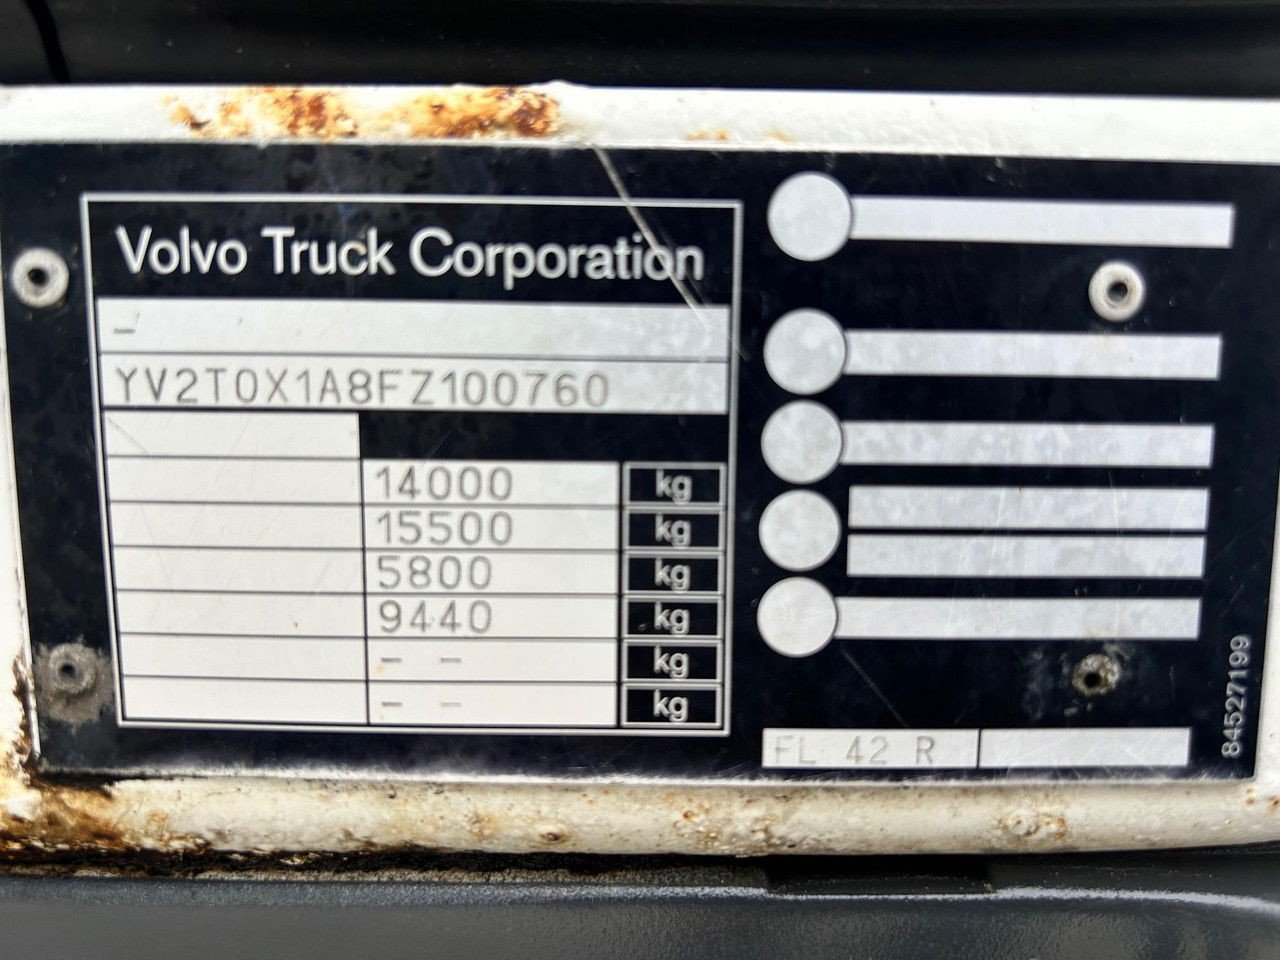 Volvo Truck Corporation
–
YV2T0X1A8FZ100760
14000 kg
15500 kg
5800 kg
9440 kg
– – kg
– – kg
FL 42 R
84527199